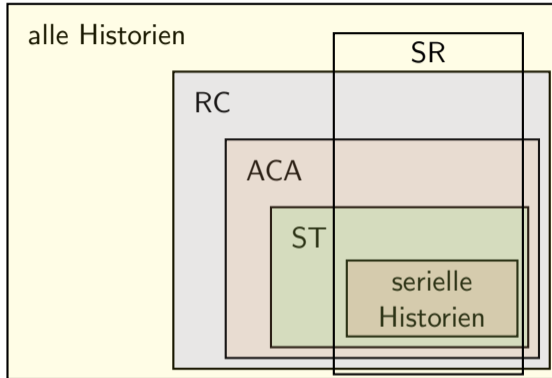 alle Historien
SR
RC
ACA
ST
serielle
Historien